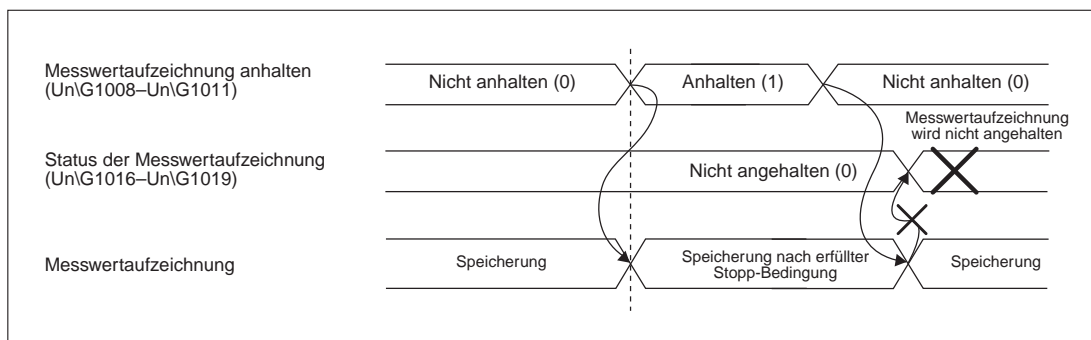 Messwertaufzeichnung anhalten
(Un\G1008–Un\G1011)
Nicht anhalten (0)
Anhalten (1)
Nicht anhalten (0)
Messwertaufzeichnung
wird nicht angehalten
Status der Messwertaufzeichnung
(Un\G1016–Un\G1019)
Nicht angehalten (0)
Messwertaufzeichnung
Speicherung
Speicherung nach erfüllter
Stopp-Bedingung
Speicherung